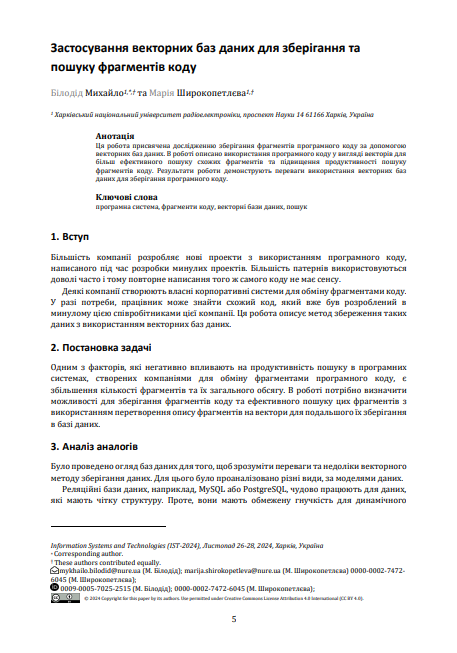 Застосування векторних баз даних для зберігання та
пошуку фрагментів коду
Білодід Михайло¹,*,† та Марія Широкопетлєва¹,†
¹ Харківський національний університет радіоелектроніки, проспект Науки 14 61166 Харків, Україна
Анотація
Ця робота присвячена дослідженню зберігання фрагментів програмного коду за допомогою
векторних баз даних. В роботі описано використання програмного коду у вигляді векторів для
більш ефективного пошуку схожих фрагментів та підвищення продуктивності пошуку
фрагментів коду. Результати роботи демонструють переваги використання векторних баз
даних для зберігання програмного коду.
Ключові слова
програмна система, фрагменти коду, векторні бази даних, пошук
1. Вступ
Більшість компанії розробляє нові проекти з використанням програмного коду,
написаного під час розробки минулих проектів. Більшість патернів використовуються
доволі часто і тому повторне написання того ж самого коду не має сенсу.
Деякі компанії створюють власні корпоративні системи для обміну фрагментами коду.
У разі потреби, працівник може знайти схожий код, який вже був розроблений в
минулому цією співробітниками цієї компанії. Ця робота описує метод збереження таких
даних з використанням векторних баз даних.
2. Постановка задачі
Одним з факторів, які негативно впливають на продуктивність пошуку в програмних
системах, створених компаніями для обміну фрагментами програмного коду, є
збільшення кількості фрагментів та їх загального обсягу. В роботі потрібно визначити
можливості для зберігання фрагментів коду та ефективного пошуку цих фрагментів з
використанням перетворення опису фрагментів на вектори для подальшого їх зберігання
в базі даних.
3. Аналіз аналогів
Було проведено огляд баз даних для того, щоб зрозуміти переваги та недоліки векторного
методу зберігання даних. Для цього було проаналізовано різні види, за моделями даних.
Реляційні бази даних, наприклад, MySQL або PostgreSQL, чудово працюють для даних,
які мають чітку структуру. Проте, вони мають обмежену гнучкість для динамічного
Information Systems and Technologies (IST-2024), Листопад 26-28, 2024, Харків, Україна
* Corresponding author.
† These authors contributed equally.
mykhailo.bilodid@nure.ua (М. Білодід); marija.shirokopetleva@nure.ua (М. Широкопетлєва) 0000-0002-7472-
6045 (М. Широкопетлєва);
0009-0005-7025-2515 (М. Білодід); 0000-0002-7472-6045 (М. Широкопетлєва);
© 2024 Copyright for this paper by its authors. Use permitted under Creative Commons License Attribution 4.0 International (CC BY 4.0).
5